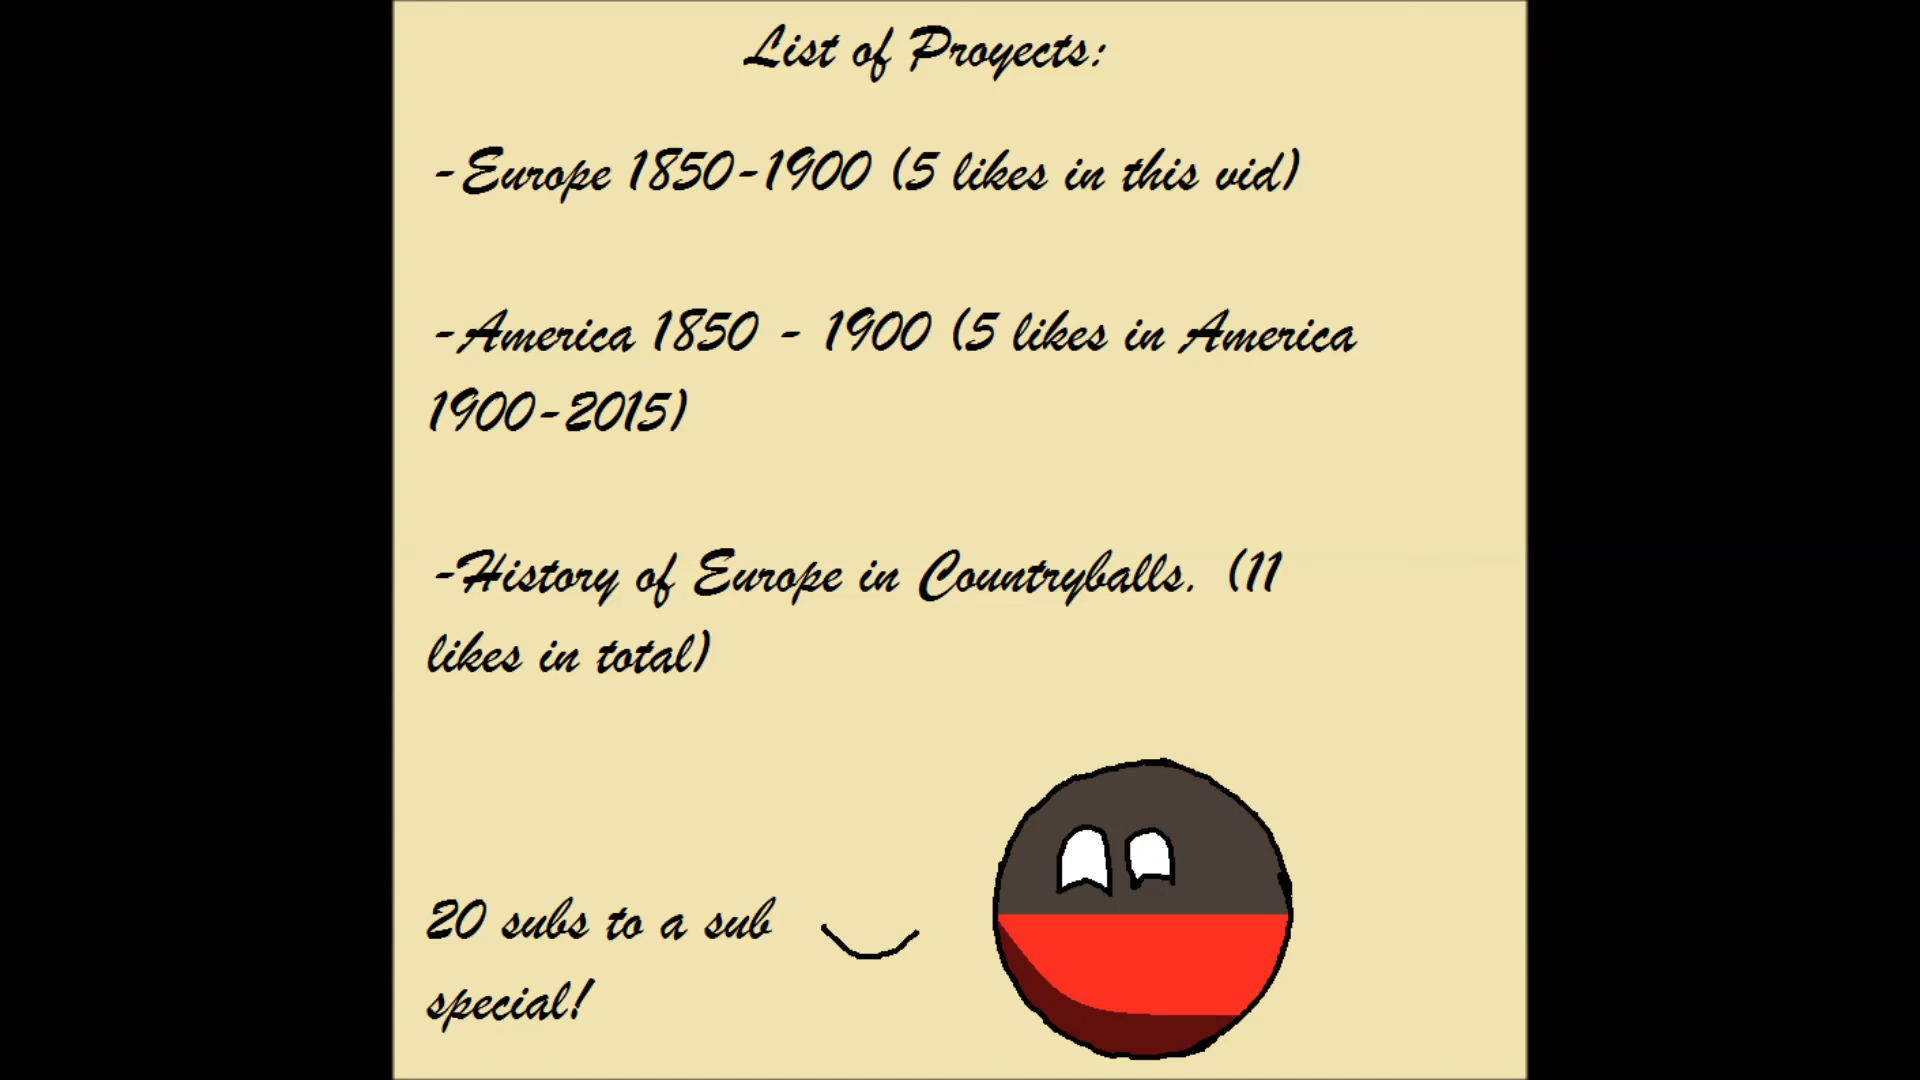 List of Proyects:
-Europe 1850-1900 (5 likes in this vid)
-America 1850 - 1900 (5 likes in America
1900-2015)
-History of Europe in Countryballs. (11
likes in total)
20 subs to a sub
special!